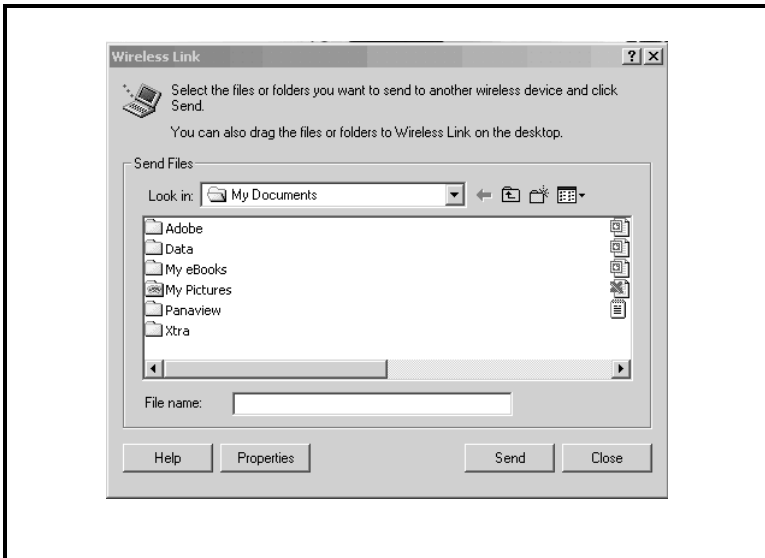 Wireless Link
Select the files or folders you want to send to another wireless device and click
Send.
You can also drag the files or folders to Wireless Link on the desktop.
Send Files
Look in: My Documents
Adobe
Data
My eBooks
My Pictures
Panaview
Xtra
File name:
Help Properties Send Close